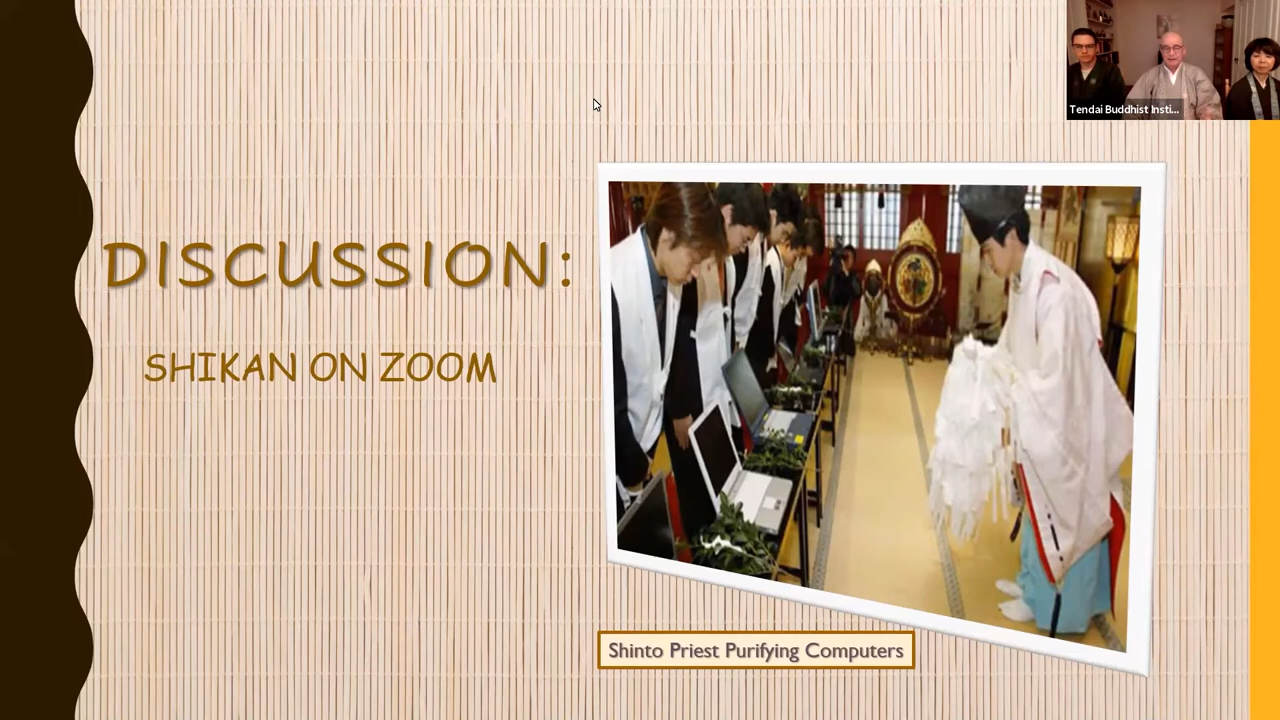 Tendai Buddhist Insti...
DISCUSSION:
SHIKAN ON ZOOM
Shinto Priest Purifying Computers